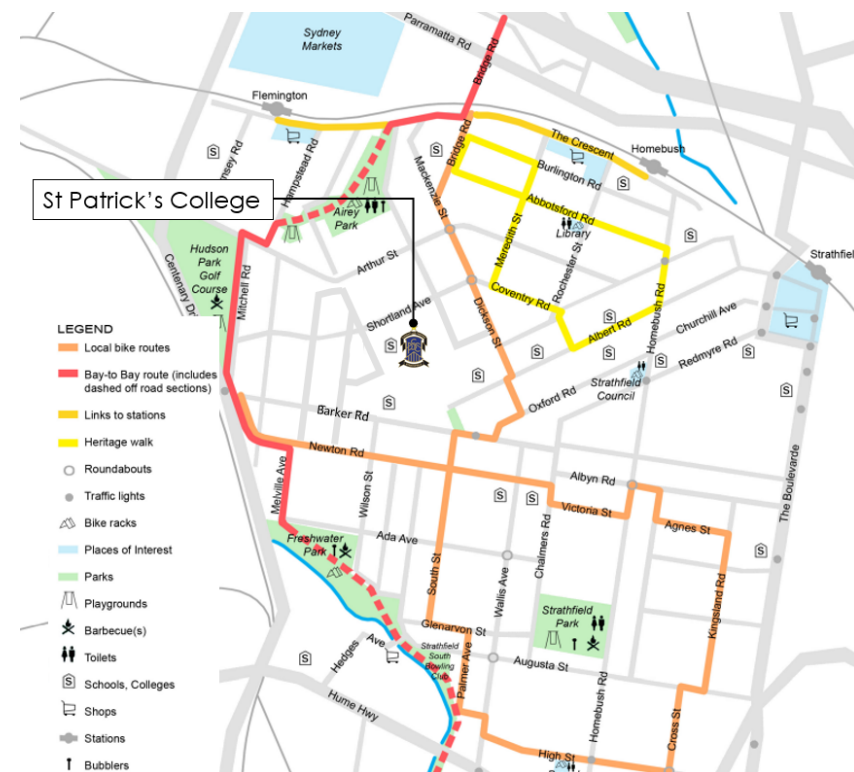 Sydney
Markets
Parramatta Rd
Bridge Rd
Flemington
The Crescent
Homebush
Bridge Rd
Burlington Rd
Hampstead Rd
Mackenzie St
St Patrick's College
Abbotsford Rd
Airey
Park
Meredith St
Library
Rochester St
Strathfield
Hudson
Park
Golf
Course
Centenary Dr
Mitchell Rd
Arthur St
Coventry Rd
Dickson St
Homebush Rd
Shortland Ave
Albert Rd
Churchill Ave
Redmyre Rd
Oxford Rd
Strathfield
Council
LEGEND
Local bike routes
Bay-to Bay route (includes
dashed off road sections)
Links to stations
Heritage walk
Roundabouts
Traffic lights
Bike racks
Places of Interest
Parks
Playgrounds
Barbecue(s)
Toilets
Schools, Colleges
Shops
Stations
Bubblers
Barker Rd
Newton Rd
Melville Ave
Wilson St
Albyn Rd
Victoria St
Agnes St
The Boulevarde
Freshwater
Park
Ada Ave
South St
Wallis Ave
Chalmers Rd
Kingsland Rd
Strathfield
Park
Glenarvon St
Augusta St
Hedges Ave
Strathfield
South
Bowling
Club
Palmer Ave
Homebush Rd
Hume Hwy
High St
Cross St